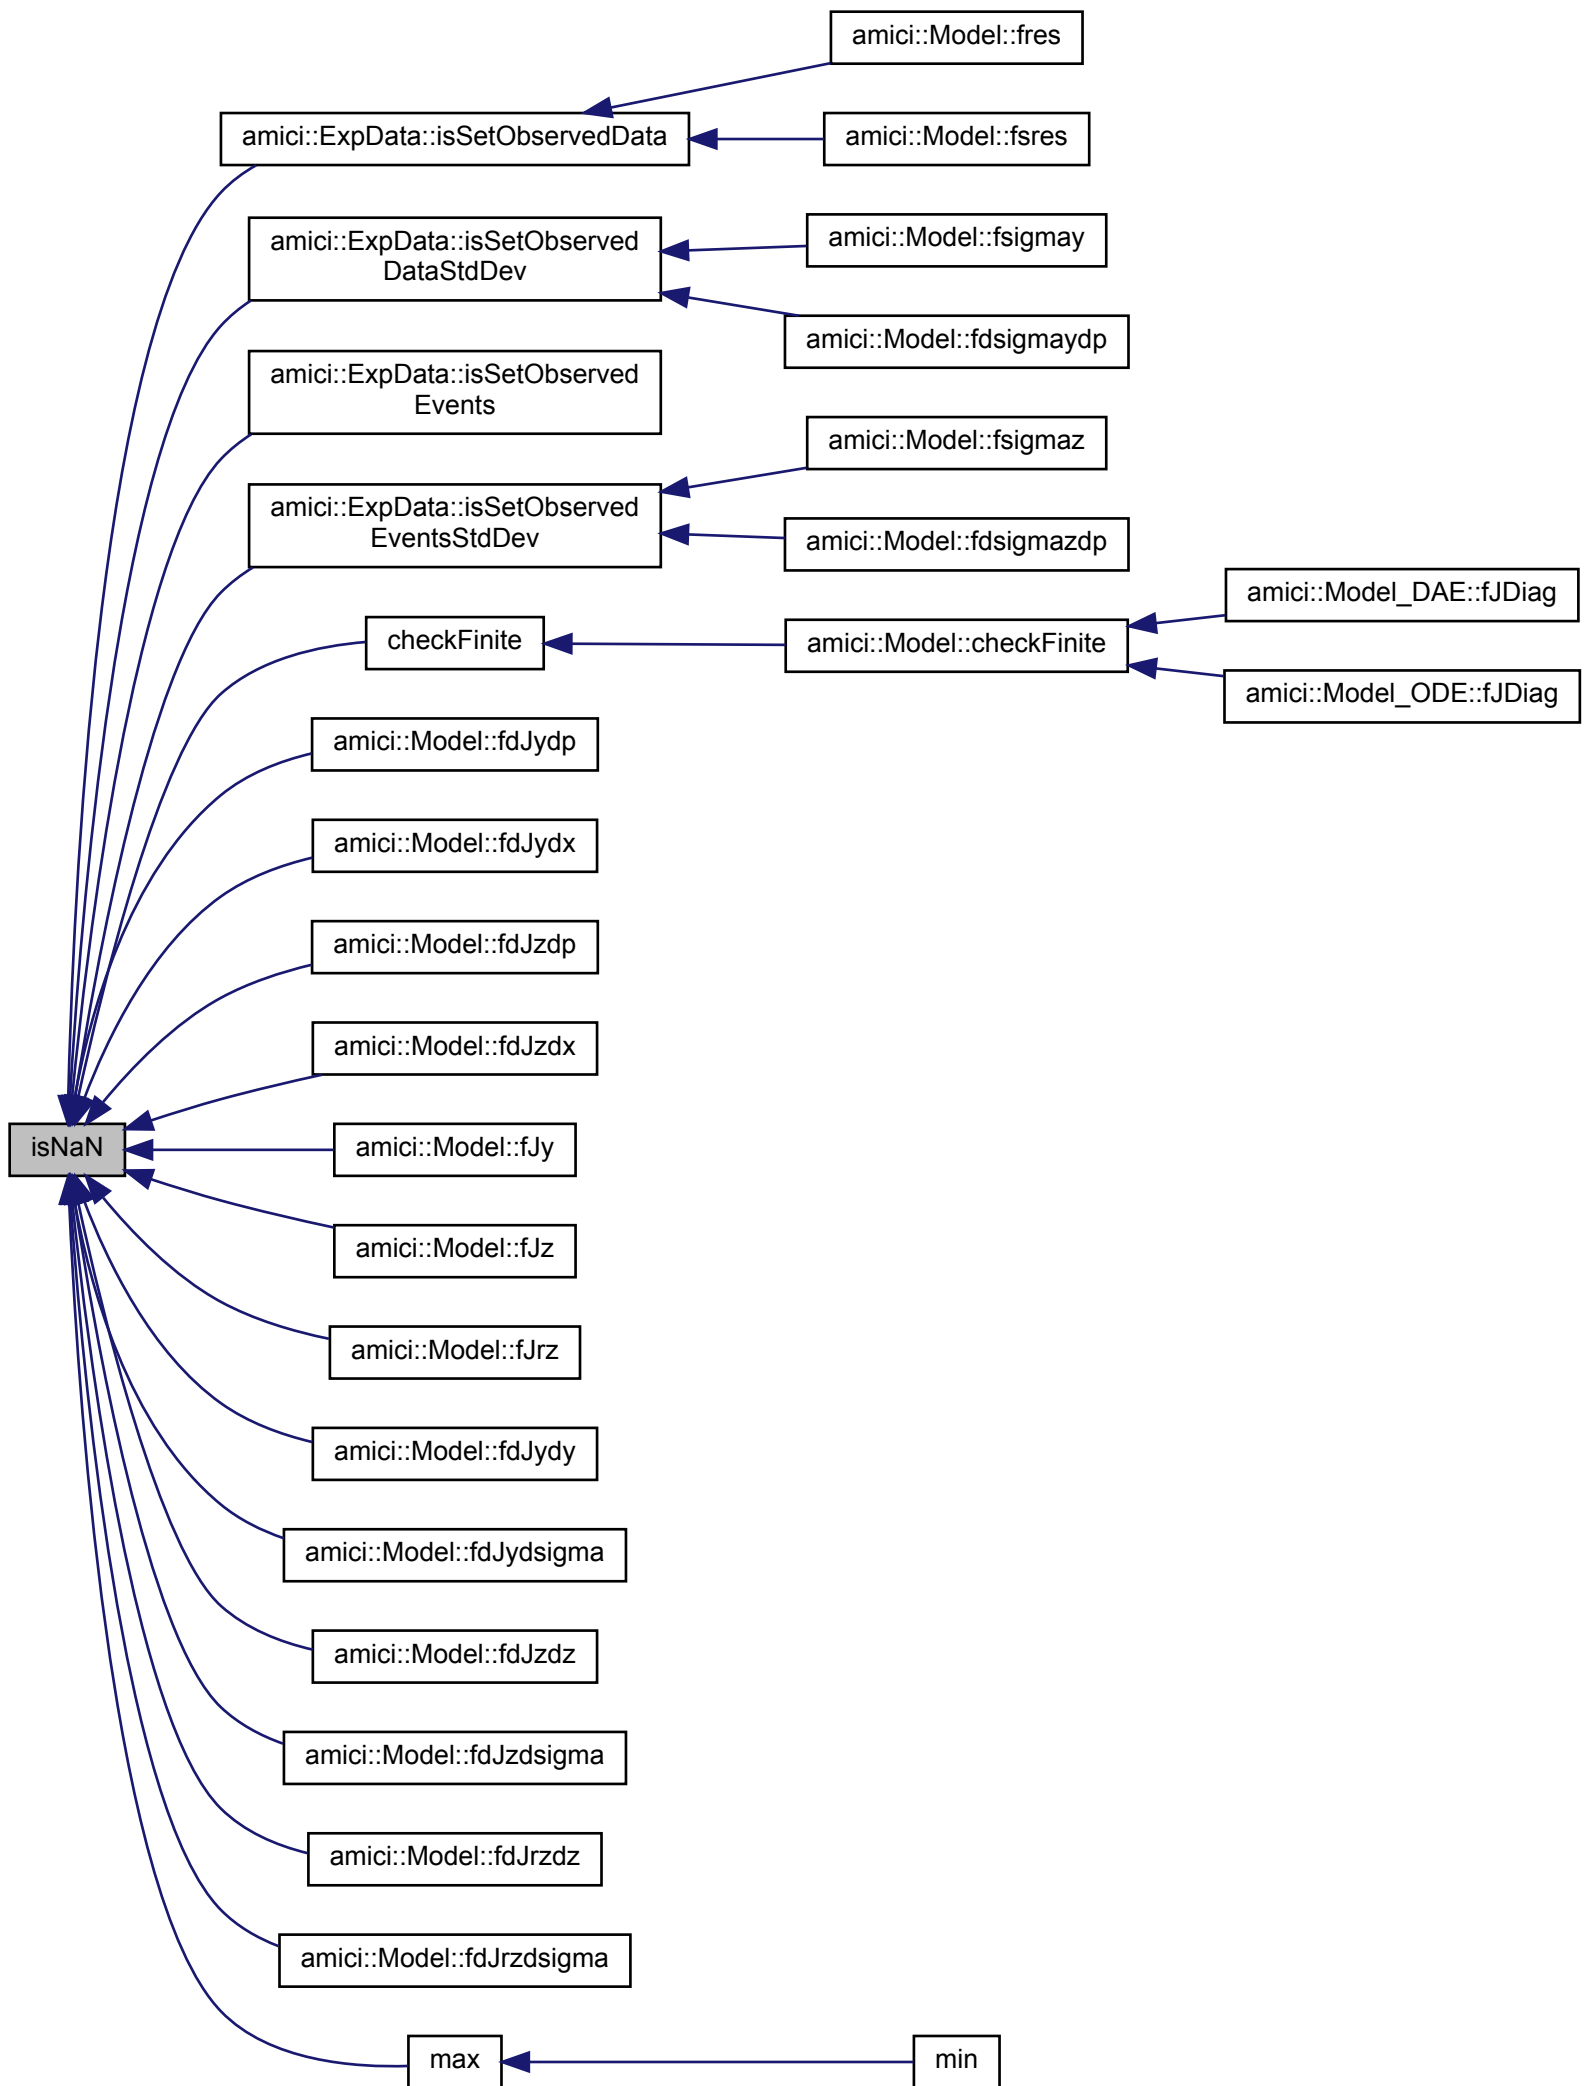 amici::Model::fres
amici::ExpData::isSetObservedData
amici::Model::fsres
amici::ExpData::isSetObserved
DataStdDev
amici::Model::fsigmay
amici::Model::fdsigmaydp
amici::ExpData::isSetObserved
Events
amici::Model::fsigmaz
amici::ExpData::isSetObserved
EventsStdDev
amici::Model::fdsigmazdp
amici::Model_DAE::fJDiag
checkFinite
amici::Model::checkFinite
amici::Model_ODE::fJDiag
amici::Model::fdJydp
amici::Model::fdJydx
amici::Model::fdJzdp
amici::Model::fdJzdx
isNaN
amici::Model::fJy
amici::Model::fJz
amici::Model::fJrz
amici::Model::fdJydy
amici::Model::fdJydsigma
amici::Model::fdJzdz
amici::Model::fdJzdsigma
amici::Model::fdJrzdz
amici::Model::fdJrzdsigma
max
min